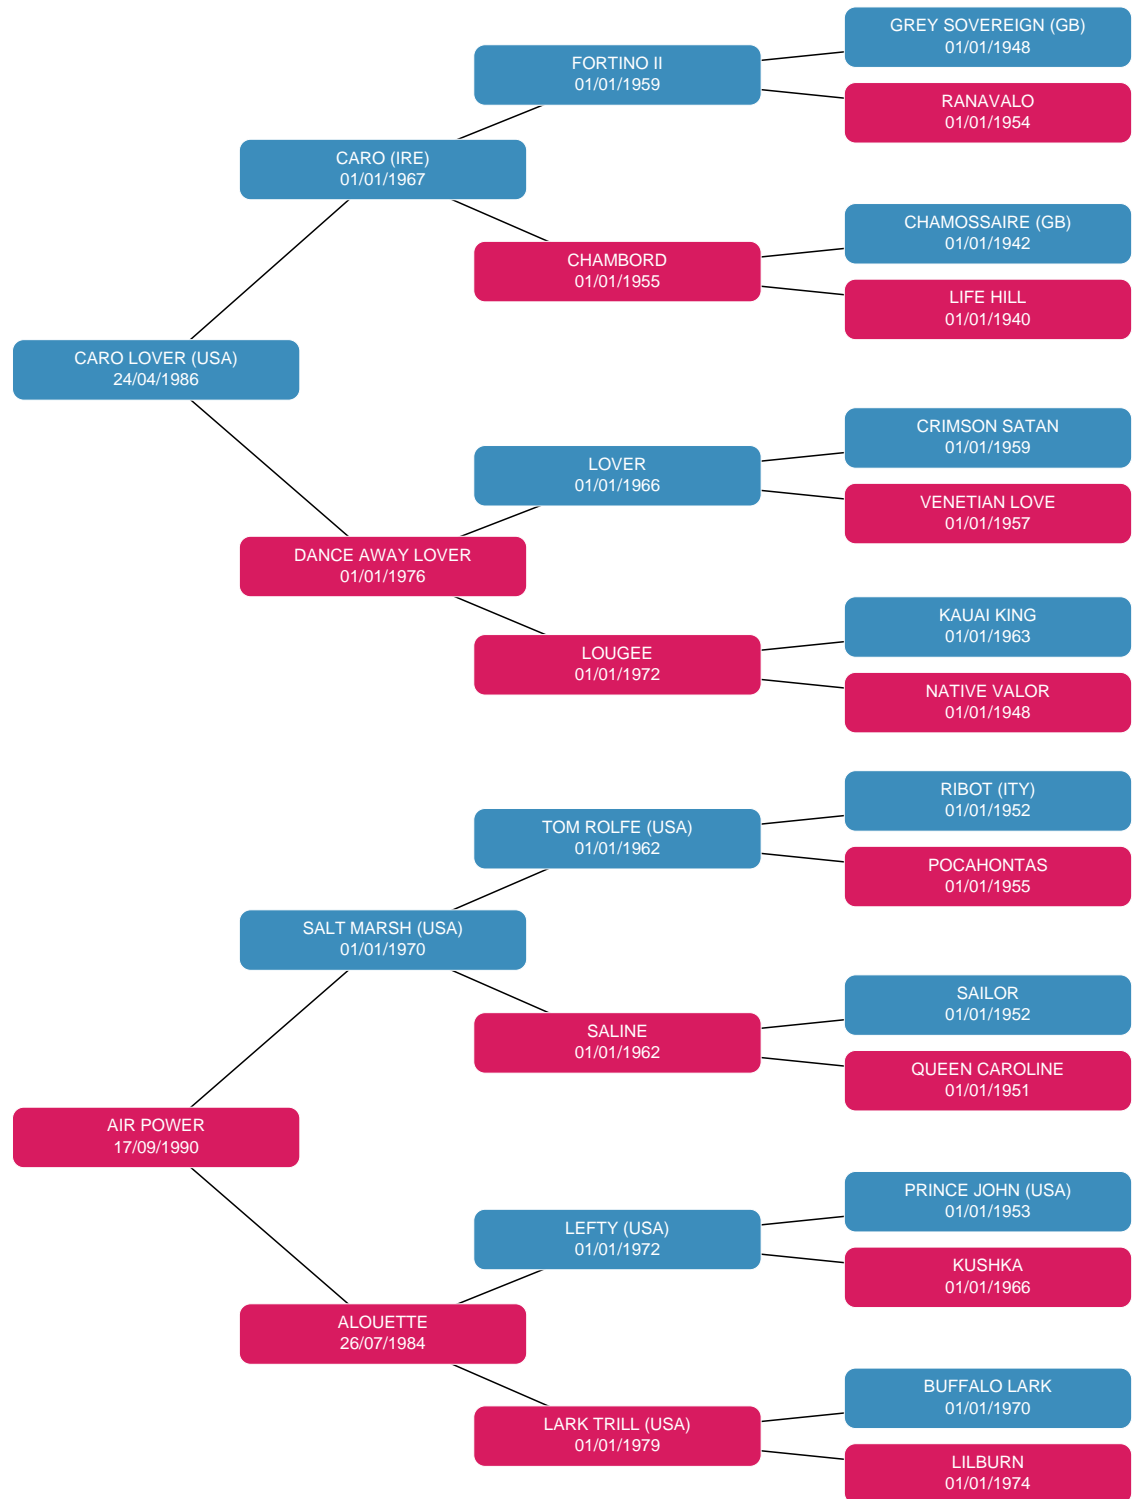 GREY SOVEREIGN (GB)
01/01/1948
FORTINO II
01/01/1959
RANAVALO
01/01/1954
CARO (IRE)
01/01/1967
CHAMOSSAIRE (GB)
01/01/1942
CHAMBORD
01/01/1955
LIFE HILL
01/01/1940
CARO LOVER (USA)
24/04/1986
CRIMSON SATAN
01/01/1959
LOVER
01/01/1966
VENETIAN LOVE
01/01/1957
DANCE AWAY LOVER
01/01/1976
KAUAI KING
01/01/1963
LOUGEE
01/01/1972
NATIVE VALOR
01/01/1948
RIBOT (ITY)
01/01/1952
TOM ROLFE (USA)
01/01/1962
POCAHONTAS
01/01/1955
SALT MARSH (USA)
01/01/1970
SAILOR
01/01/1952
SALINE
01/01/1962
QUEEN CAROLINE
01/01/1951
AIR POWER
17/09/1990
PRINCE JOHN (USA)
01/01/1953
LEFTY (USA)
01/01/1972
KUSHKA
01/01/1966
ALOUETTE
26/07/1984
BUFFALO LARK
01/01/1970
LARK TRILL (USA)
01/01/1979
LILBURN
01/01/1974